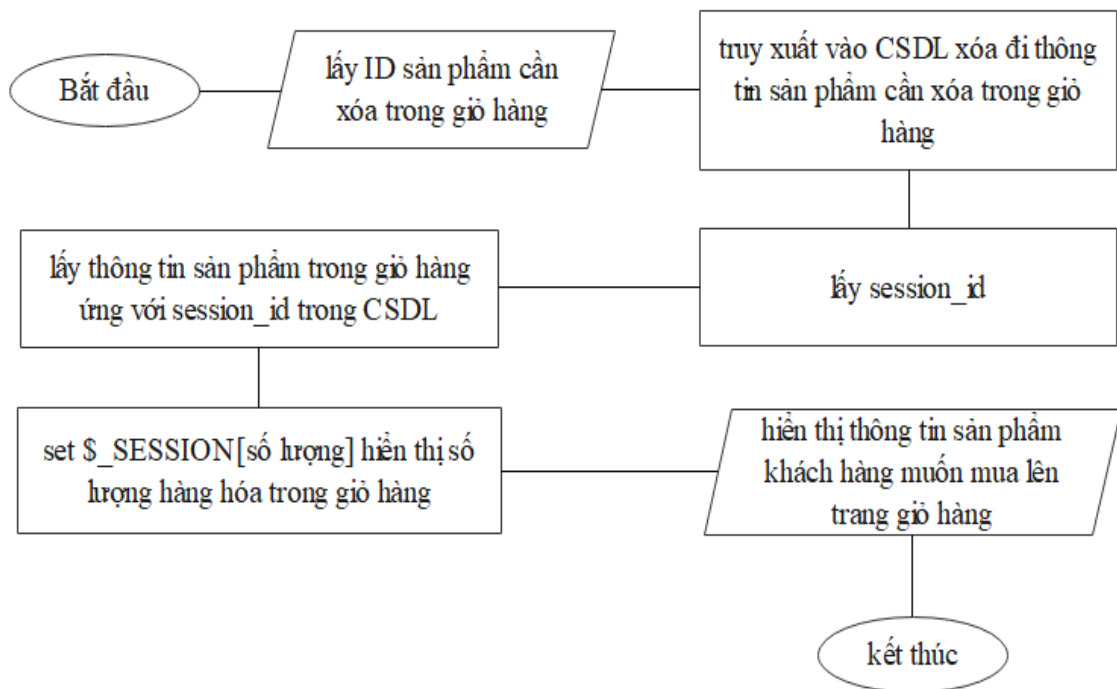 Bắt đầu
lấy ID sản phẩm cần
xóa trong giỏ hàng
truy xuất vào CSDL xóa đi thông
tin sản phẩm cần xóa trong giỏ
hàng
lấy session_id
lấy thông tin sản phẩm trong giỏ hàng
ứng với session_id trong CSDL
set $_SESSION[số lượng] hiển thị số
lượng hàng hóa trong giỏ hàng
hiển thị thông tin sản phẩm
khách hàng muốn mua lên
trang giỏ hàng
kết thúc